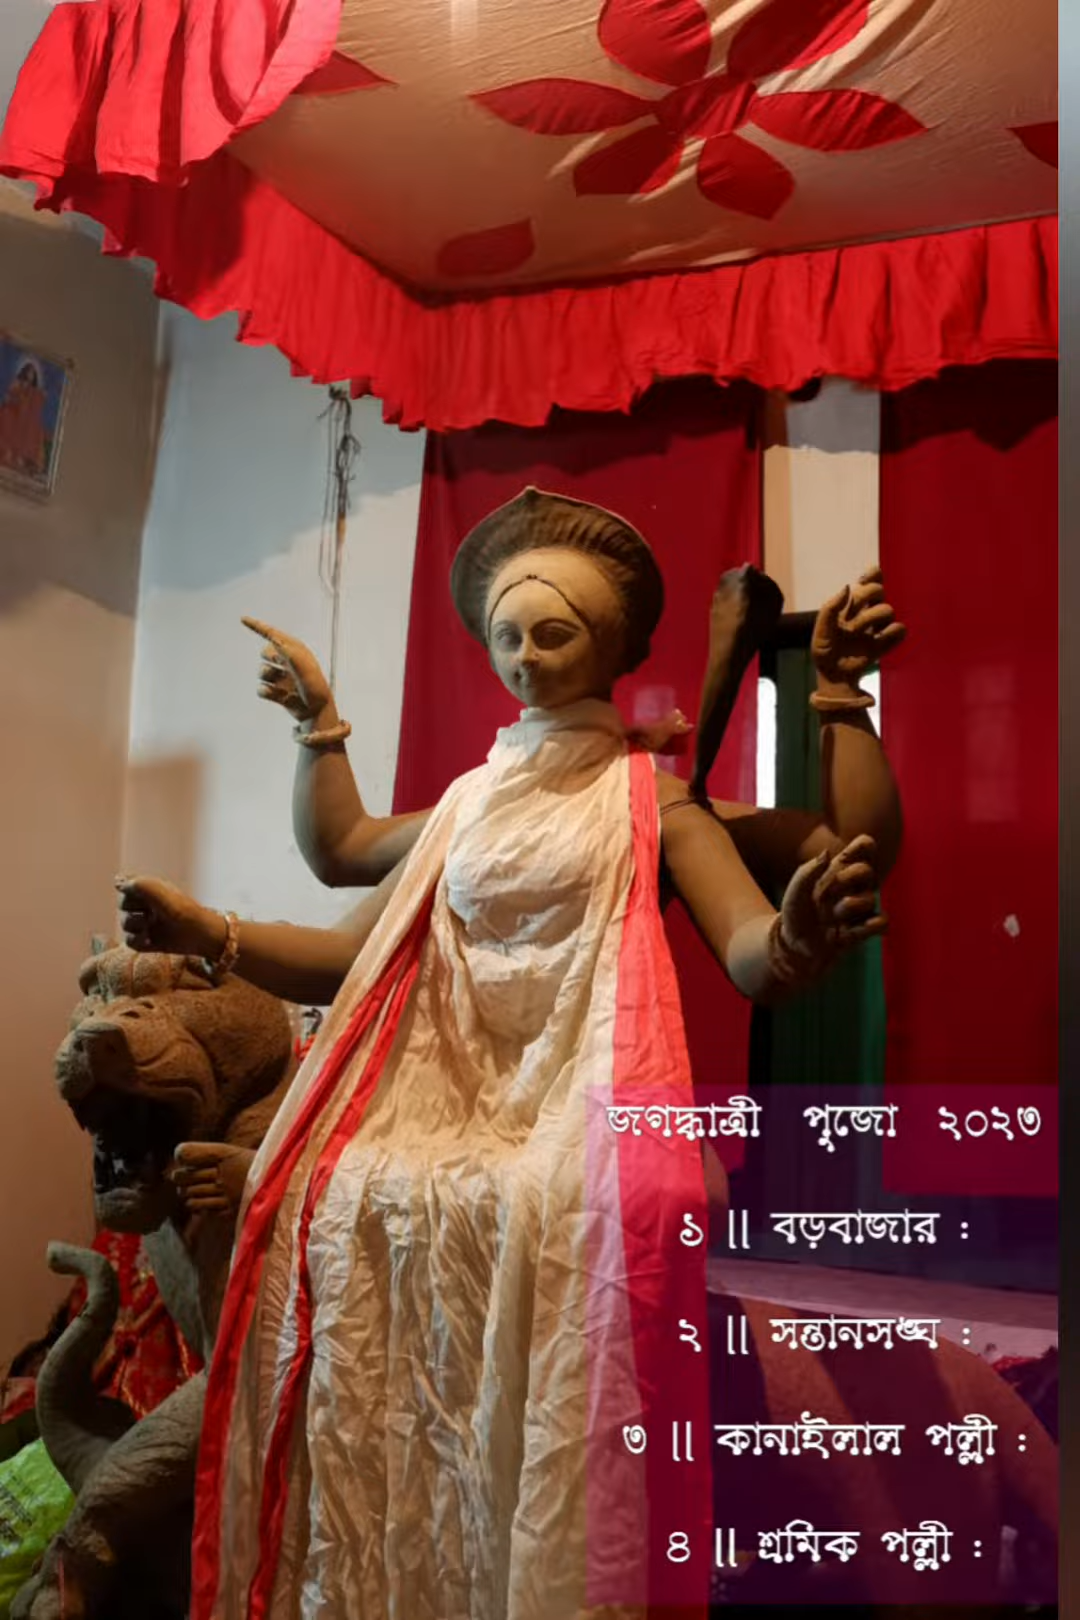 জগদ্ধাত্রী পুজো ২০২৩
১ || বড়বাজার :
২ || সন্তানসঙ্ঘ :
৩ || কানাইলাল পল্লী :
৪ || শ্রমিক পল্লী :